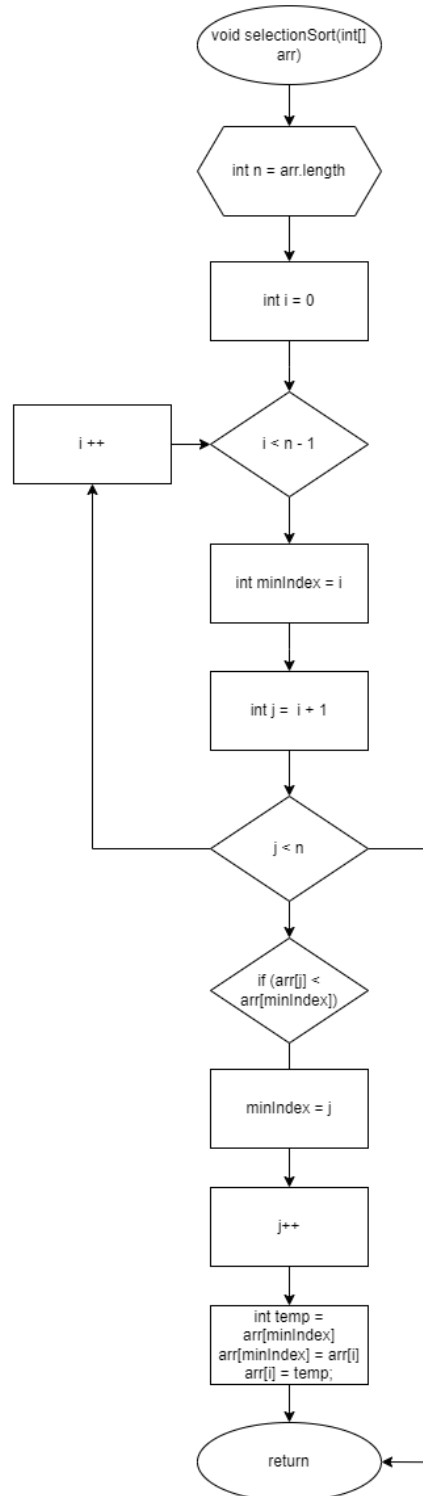 void selectionSort(int[]
arr)
int n = arr.length
int i = 0
i ++
i < n - 1
int minIndex = i
int j =  i + 1
j < n
if (arr[j] <
arr[minIndex])
minIndex = j
j++
int temp =
arr[minIndex]
arr[minIndex] = arr[i]
arr[i] = temp;
return